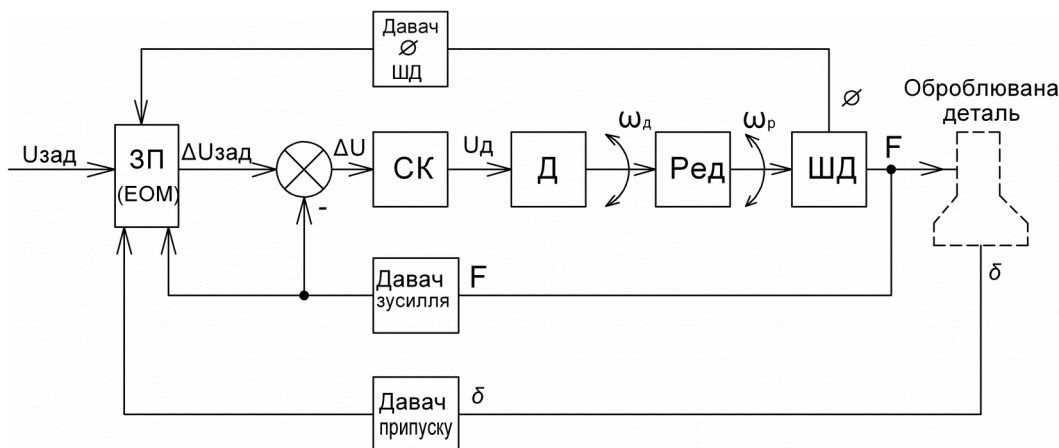 Давач
∅
ШД
∅
Оброблювана
деталь
Uзад
ЗП
(ЕОМ)
ΔUзад
ΔU
СК
Uд
Д
ωд
Ред
ωр
ШД
F
-
Давач
зусилля
F
δ
Давач
припуску
δ